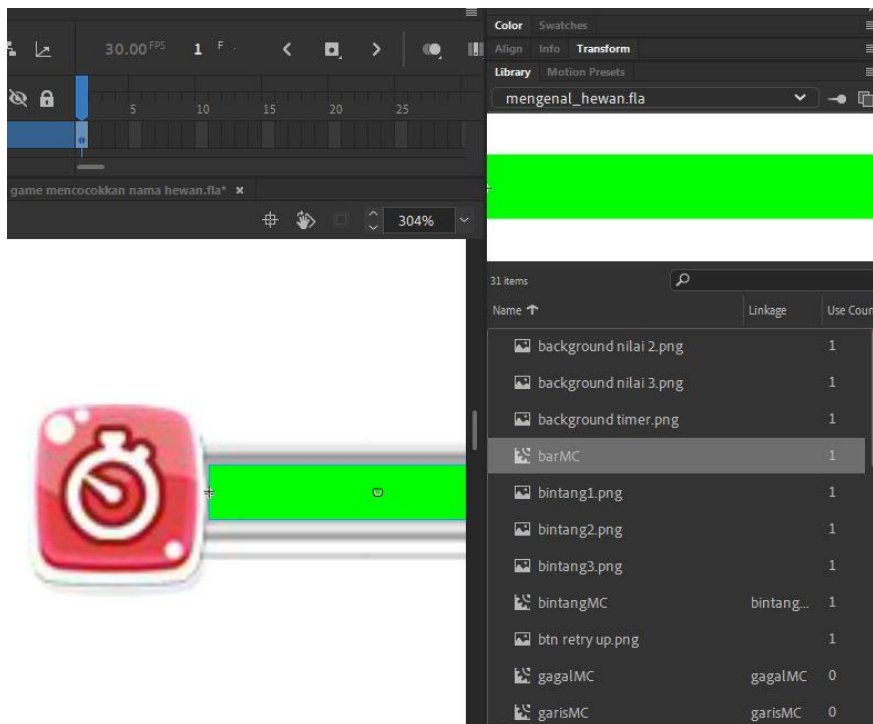 Color Swatches
Align Info Transform
30.00 FPS 1 F
Library Motion Presets
mengenal_hewan.fla
5 10 15 20 25
game mencocokkan nama hewan.fla* ×
304%
31 items
Name Linkage Use Coun
background nilai 2.png 1
background nilai 3.png 1
background timer.png 1
barMC 1
bintang1.png 1
bintang2.png 1
bintang3.png 1
bintangMC bintang... 1
btn retry up.png 1
gagalMC gagalMC 0
garisMC garisMC 0